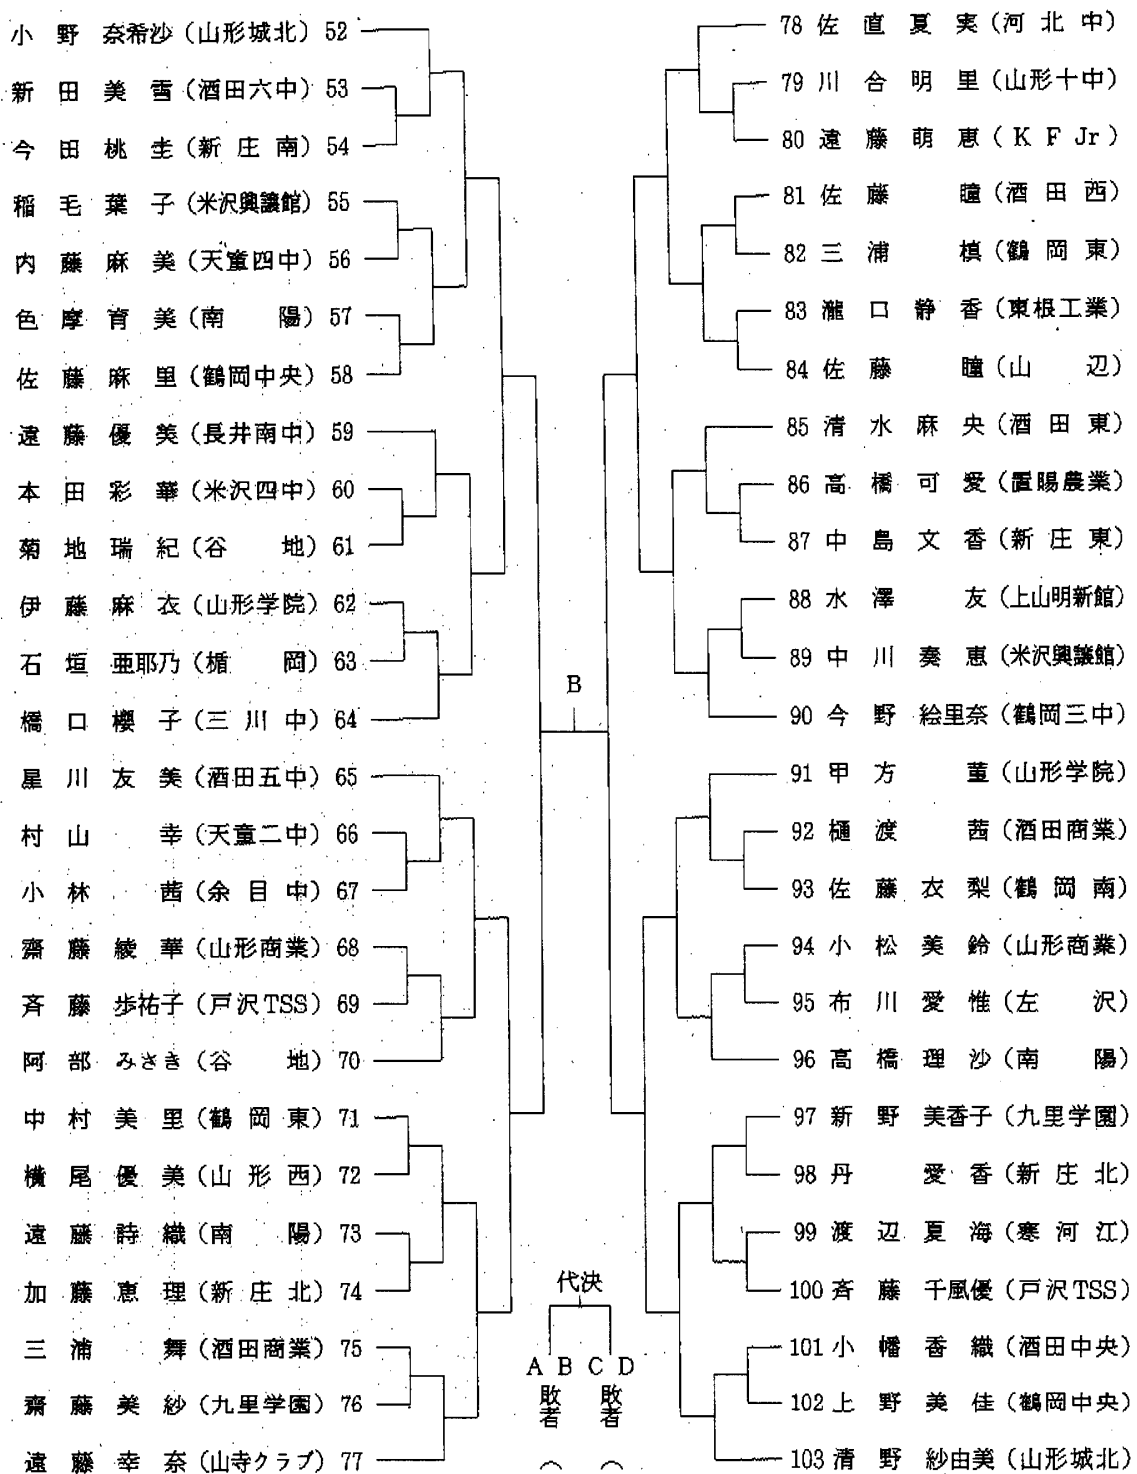 小野 奈希沙 (山形城北) 52
新田 美雪 (酒田六中) 53
今田 桃圭 (新庄南) 54
稲毛 葉子 (米沢興譲館) 55
内藤 麻美 (天童四中) 56
色摩 育美 (南陽) 57
佐藤 麻里 (鶴岡中央) 58
遠藤 優美 (長井南中) 59
本田 彩華 (米沢四中) 60
菊地 瑞紀 (谷地) 61
伊藤 麻衣 (山形学院) 62
石垣 亜耶乃 (楯岡) 63
橋口 櫻子 (三川中) 64
星川 友美 (酒田五中) 65
村山 幸 (天童二中) 66
小林 茜 (余目中) 67
齋藤 綾華 (山形商業) 68
斉藤 歩祐子 (戸沢TSS) 69
阿部 みさき (谷地) 70
中村 美里 (鶴岡東) 71
横尾 優美 (山形西) 72
遠藤 詩織 (南陽) 73
加藤 恵理 (新庄北) 74
三浦 舞 (酒田商業) 75
齋藤 美紗 (九里学園) 76
遠藤 幸奈 (山寺クラブ) 77
B
代決
A B C D
敗者 敗者
78 佐直 夏実 (河北中)
79 川合 明里 (山形十中)
80 遠藤 萌恵 (KFJr)
81 佐藤 瞳 (酒田西)
82 三浦 槙 (鶴岡東)
83 瀧口 静香 (東根工業)
84 佐藤 瞳 (山辺)
85 清水 麻央 (酒田東)
86 高橋 可愛 (置賜農業)
87 中島 文香 (新庄東)
88 水澤 友 (上山明新館)
89 中川 奏恵 (米沢興譲館)
90 今野 絵里奈 (鶴岡三中)
91 甲方 菫 (山形学院)
92 樋渡 茜 (酒田商業)
93 佐藤 衣梨 (鶴岡南)
94 小松 美鈴 (山形商業)
95 布川 愛惟 (左沢)
96 高橋 理沙 (南陽)
97 新野 美香子 (九里学園)
98 丹 愛香 (新庄北)
99 渡辺 夏海 (寒河江)
100 斉藤 千風優 (戸沢TSS)
101 小幡 香織 (酒田中央)
102 上野 美佳 (鶴岡中央)
103 清野 紗由美 (山形城北)